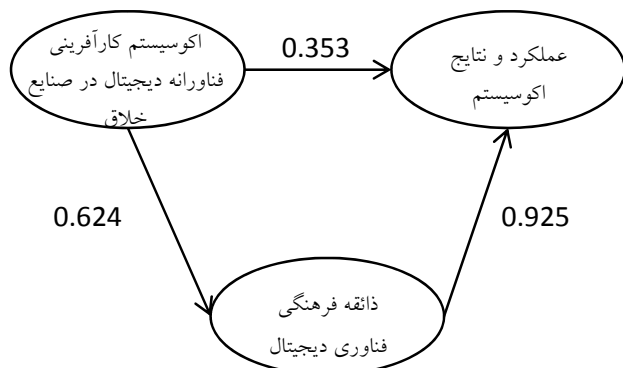 اکوسیستم کارآفرینی
فناورانه دیجیتال در صنایع
خلاق
0.353
عملکرد و نتایج
اکوسیستم
0.624
0.925
ذائقه فرهنگی
فناوری دیجیتال